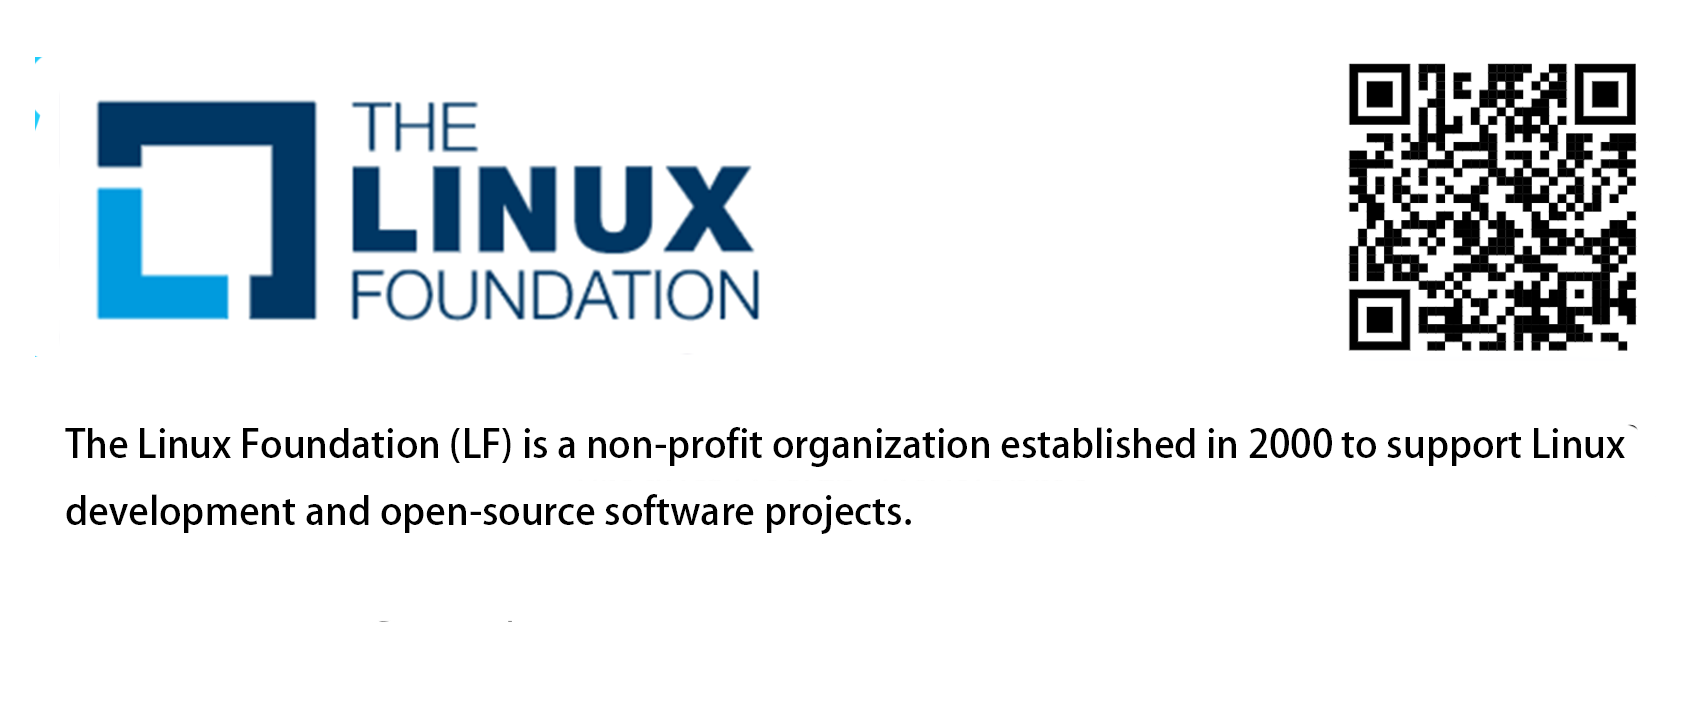 THE
LINUX
FOUNDATION
The Linux Foundation (LF) is a non-profit organization established in 2000 to support Linux
development and open-source software projects.